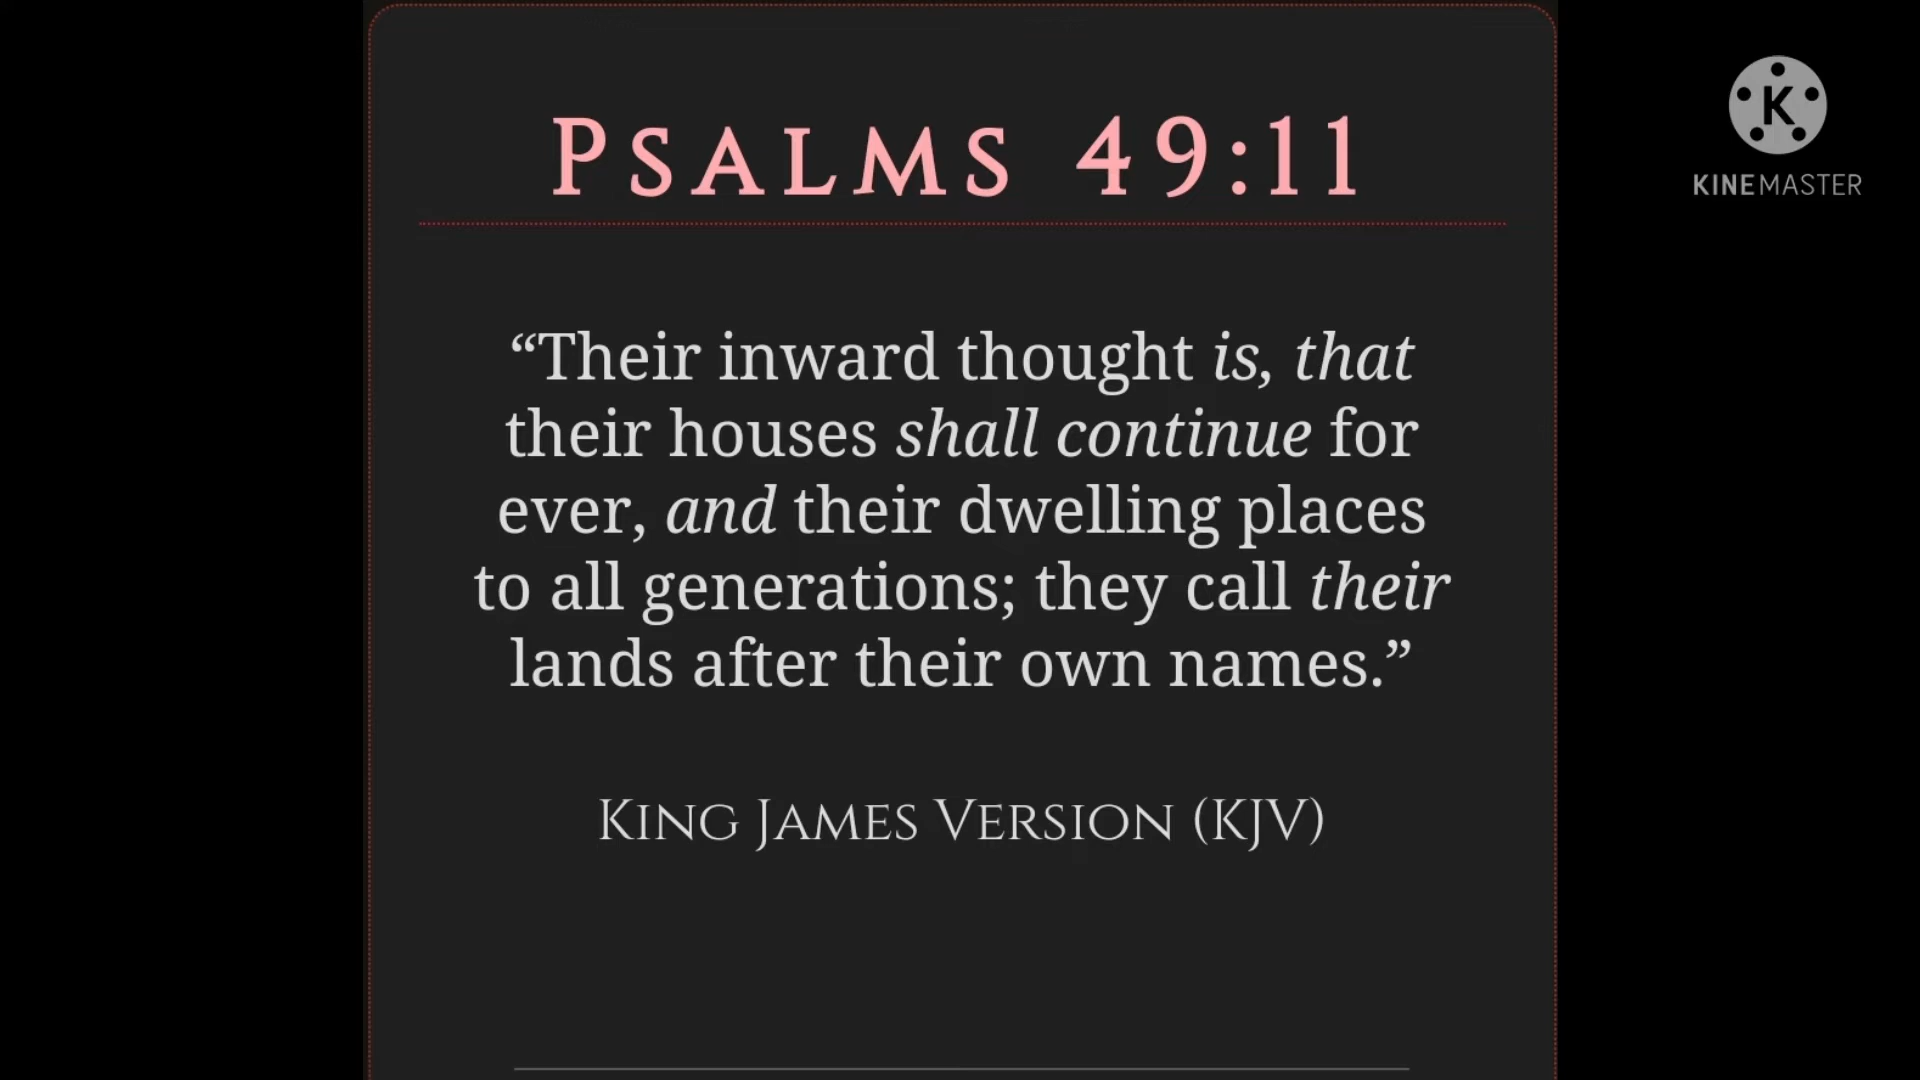 PSALMS 49:11
K
KINEMASTER
“Their inward thought is, that
their houses shall continue for
ever, and their dwelling places
to all generations; they call their
lands after their own names.”
KING JAMES VERSION (KJV)